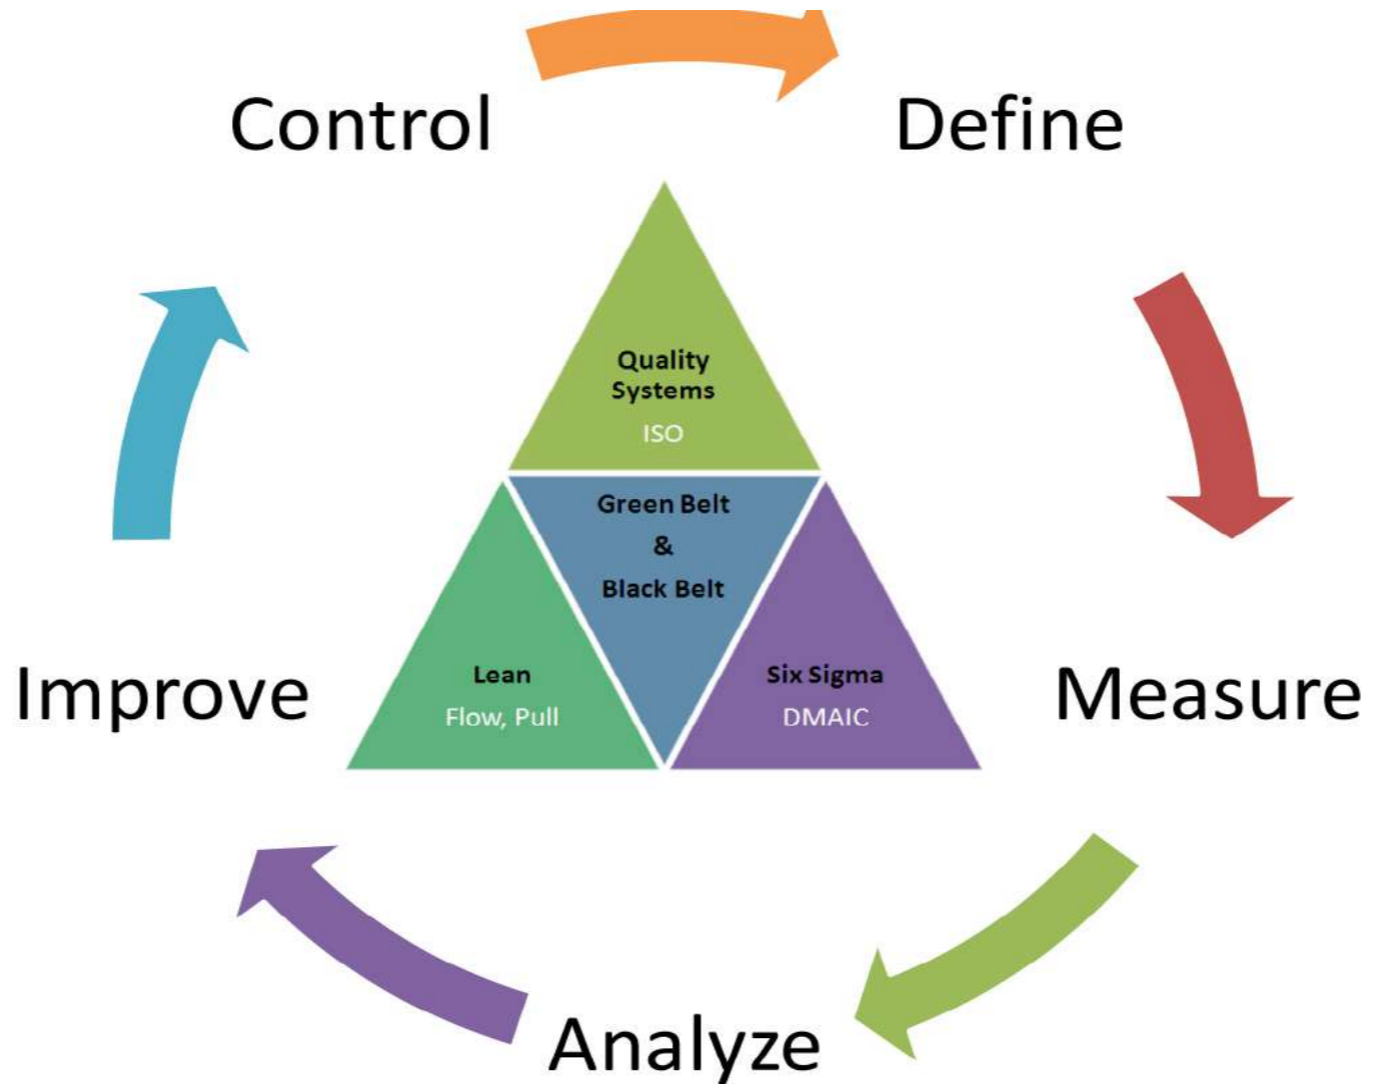 Control
Define
Quality
Systems
ISO
Green Belt
&
Black Belt
Lean
Flow, Pull
Six Sigma
DMAIC
Improve
Measure
Analyze